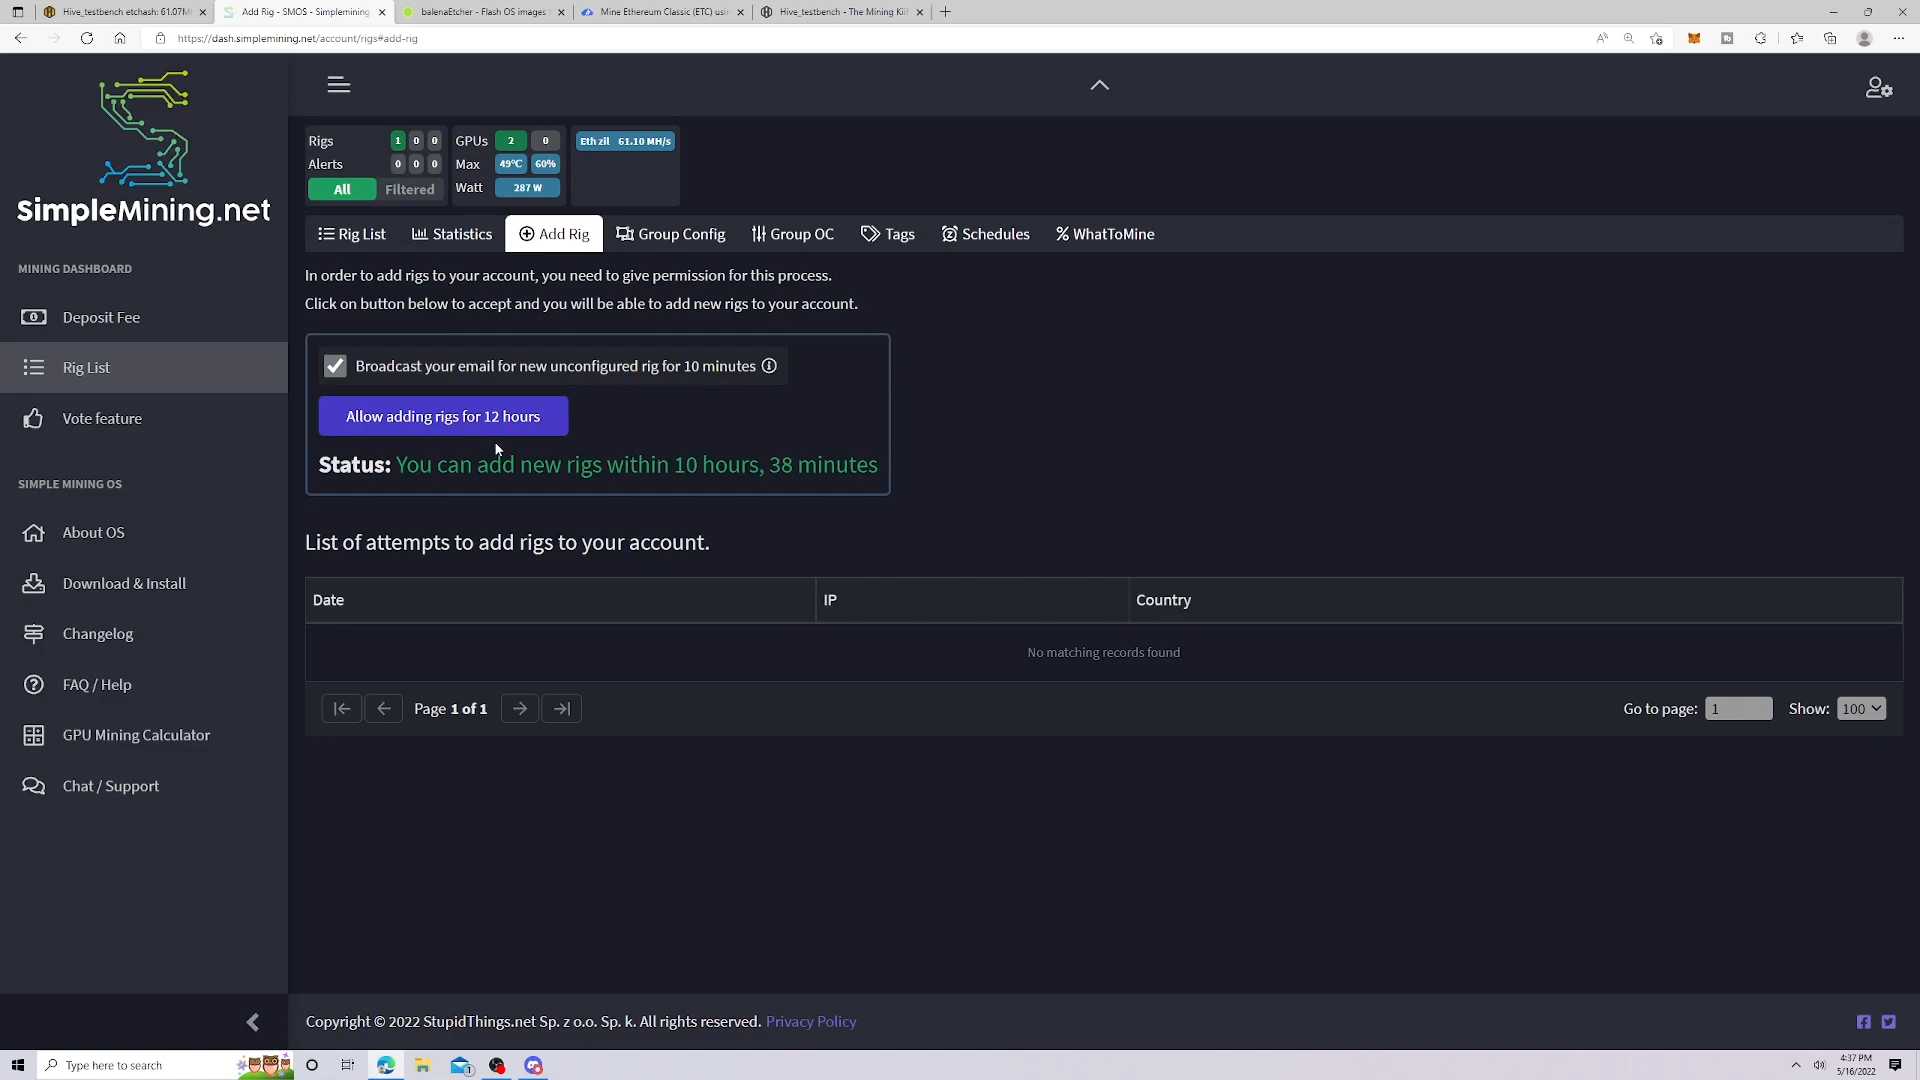 Hive_testbench etchash: 61.07M
Add Rig - SMOS - Simplemining
balenaEtcher - Flash OS images
Mine Ethereum Classic (ETC) usi
Hive_testbench - The Mining Kill
https://dash.simplemining.net/account/rigs#add-rig
SimpleMining.net
MINING DASHBOARD
Deposit Fee
Rig List
Vote feature
SIMPLE MINING OS
About OS
Download & Install
Changelog
FAQ / Help
GPU Mining Calculator
Chat / Support
Rigs 1 0 0
Alerts 0 0 0
All Filtered
GPUs 2 0
Max 49°C 60%
Watt 287 W
Eth zil 61.10 MH/s
Rig List Statistics Add Rig Group Config Group OC Tags Schedules WhatToMine
In order to add rigs to your account, you need to give permission for this process.
Click on button below to accept and you will be able to add new rigs to your account.
Broadcast your email for new unconfigured rig for 10 minutes
Allow adding rigs for 12 hours
Status: You can add new rigs within 10 hours, 38 minutes
List of attempts to add rigs to your account.
Date IP Country
No matching records found
Page 1 of 1
Go to page: 1 Show: 100
Copyright © 2022 StupidThings.net Sp. z o.o. Sp. k. All rights reserved. Privacy Policy
Type here to search
1
4:37 PM
5/16/2022